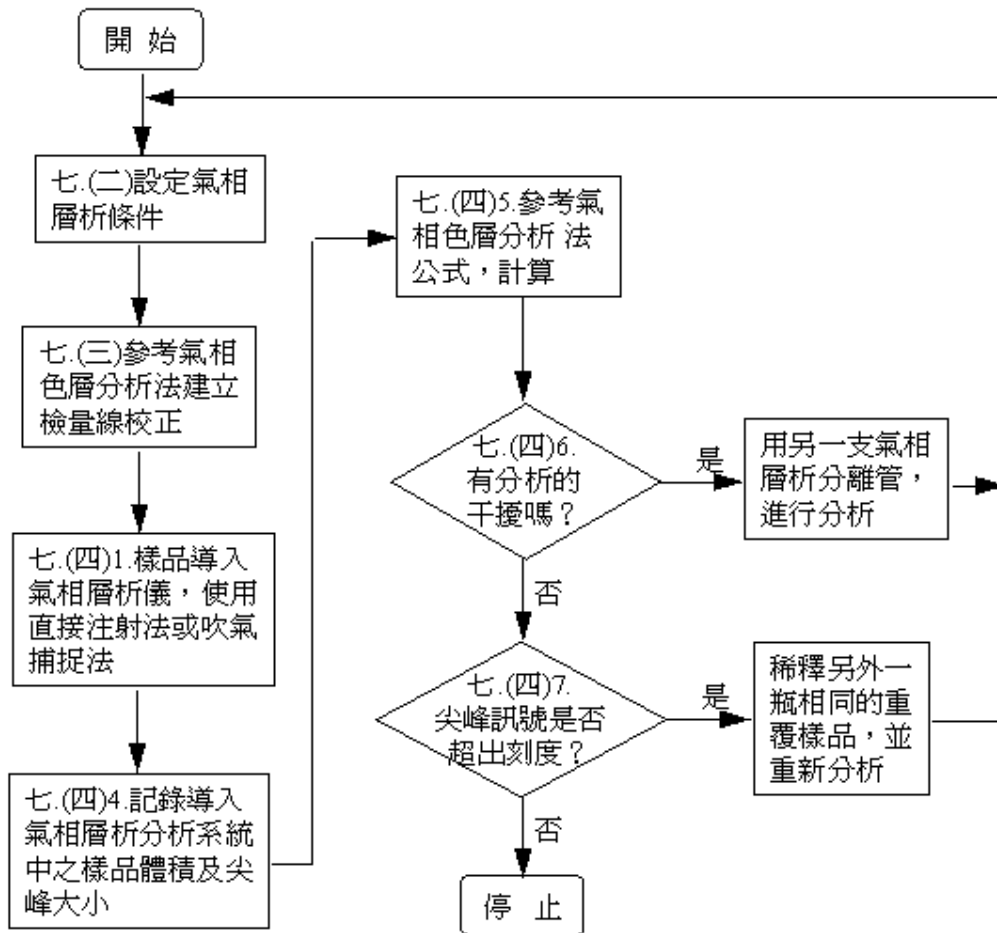 開 始
七.(二)設定氣相
層析條件
七.(三)參考氣相
色層分析法建立
檢量線校正
七.(四)1.樣品導入
氣相層析儀，使用
直接注射法或吹氣
捕捉法
七.(四)4.記錄導入
氣相層析分析系統
中之樣品體積及尖
峰大小
七.(四)5.參考氣
相色層分析 法
公式，計算
七.(四)6.
有分析的
干擾嗎？
是
用另一支氣相
層析分離管，
進行分析
否
七.(四)7.
尖峰訊號是否
超出刻度？
是
稀釋另外一
瓶相同的重
覆樣品，並
重新分析
否
停 止